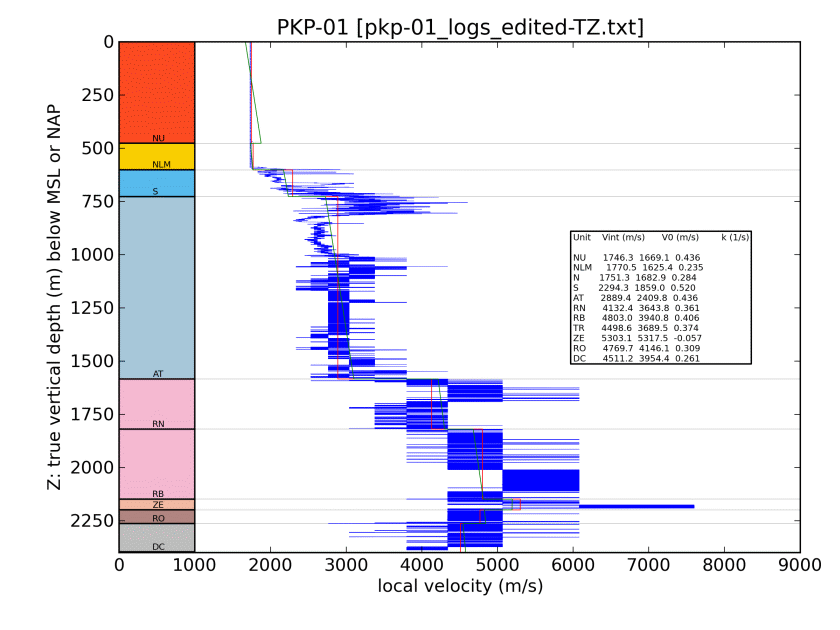 PKP-01 [pkp-01_logs_edited-TZ.txt]
Z: true vertical depth (m) below MSL or NAP
0
250
500
750
1000
1250
1500
1750
2000
2250
NU
NLM
S
AT
RN
RB
ZE
RO
DC
Unit Vint (m/s) V0 (m/s) k (1/s)
NU 1746.3 1669.1 0.436
NLM 1770.5 1625.4 0.235
N 1751.3 1682.9 0.284
S 2294.3 1859.0 0.520
AT 2889.4 2409.8 0.436
RN 4132.4 3643.8 0.361
RB 4803.0 3940.8 0.406
TR 4498.6 3689.5 0.374
ZE 5303.1 5317.5 -0.057
RO 4769.7 4146.1 0.309
DC 4511.2 3954.4 0.261
0 1000 2000 3000 4000 5000 6000 7000 8000 9000
local velocity (m/s)